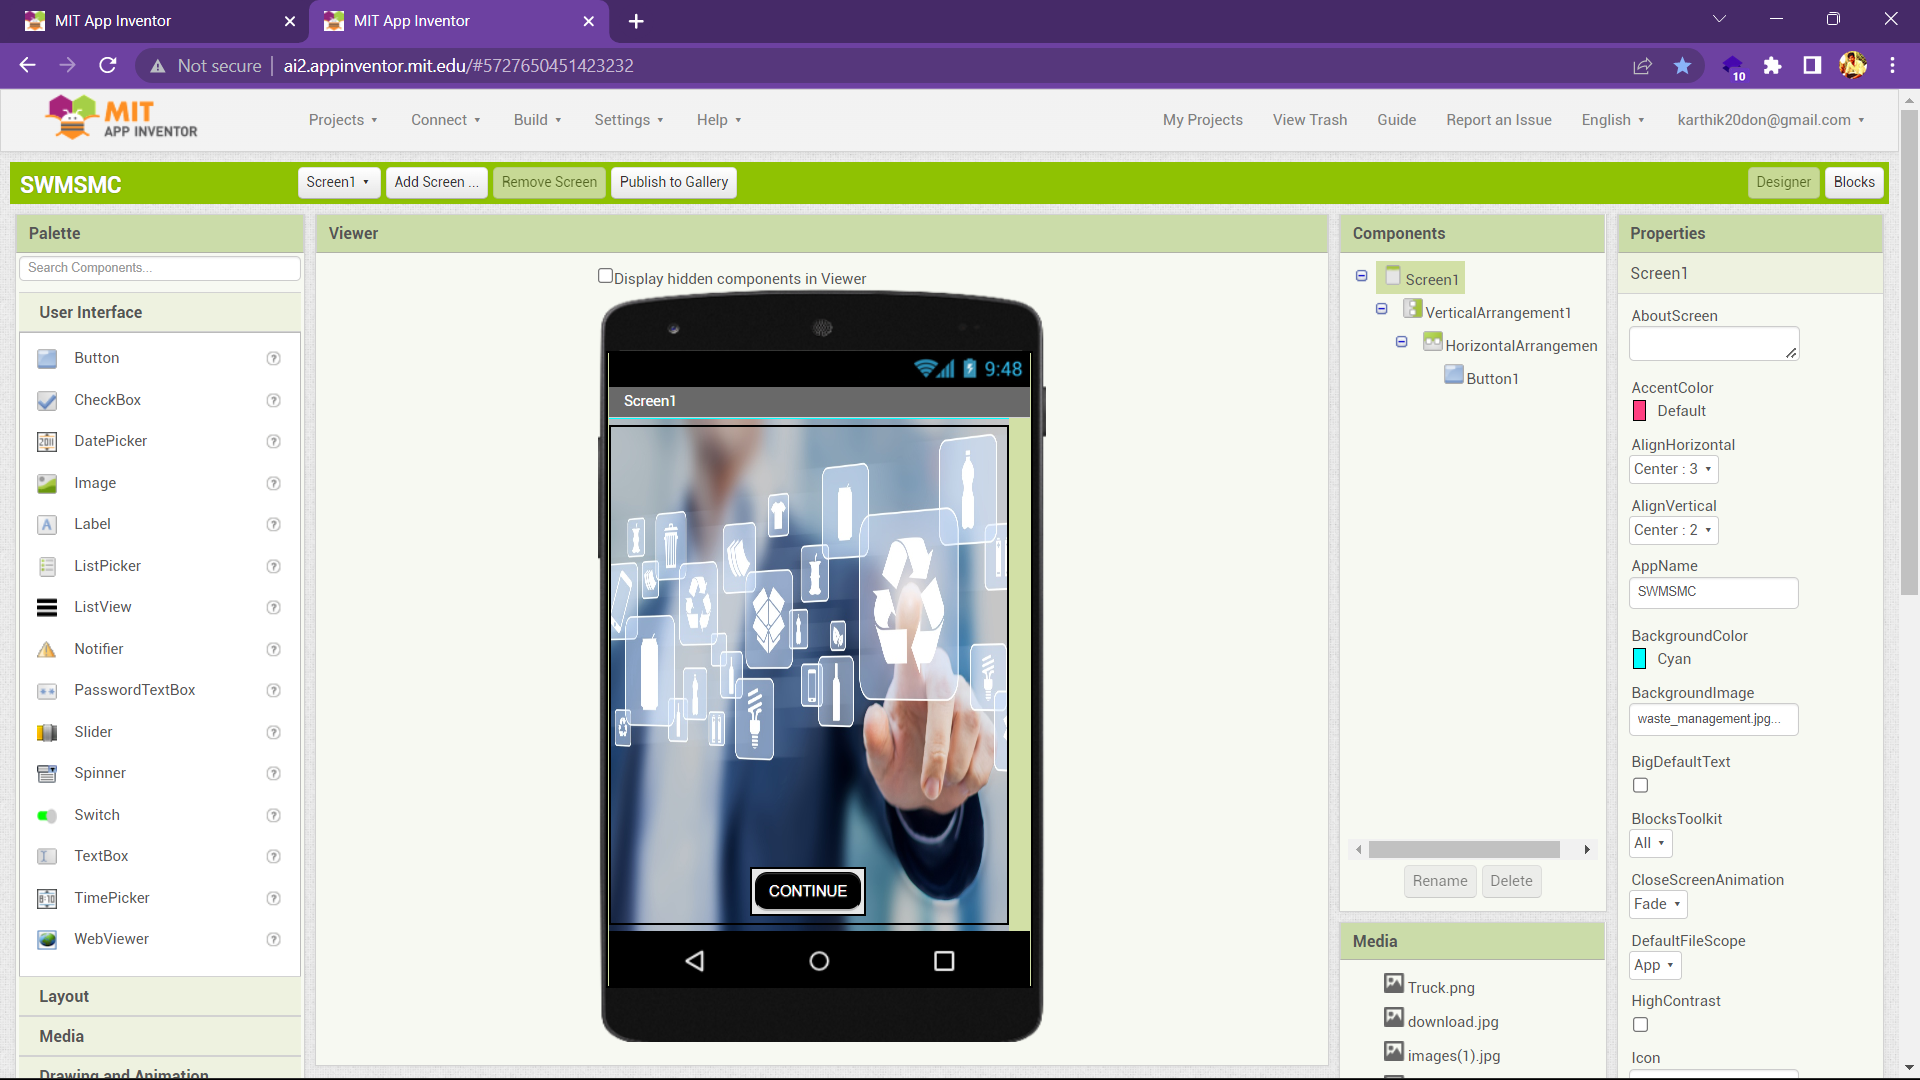 MIT App Inventor
MIT App Inventor
Not secure
ai2.appinventor.mit.edu/#5727650451423232
10
MIT
APP INVENTOR
Projects
Connect
Build
Settings
Help
My Projects
View Trash
Guide
Report an Issue
English
karthik20don@gmail.com
SWMSMC
Screen1
Add Screen ...
Remove Screen
Publish to Gallery
Designer
Blocks
Palette
Search Components...
User Interface
Button
CheckBox
DatePicker
Image
Label
ListPicker
ListView
Notifier
PasswordTextBox
Slider
Spinner
Switch
TextBox
TimePicker
WebViewer
Layout
Media
Drawing and Animation
Viewer
Display hidden components in Viewer
9:48
Screen1
CONTINUE
Components
Screen1
VerticalArrangement1
HorizontalArrangemen
Button1
Rename
Delete
Media
Truck.png
download.jpg
images(1).jpg
Properties
Screen1
AboutScreen
AccentColor
Default
AlignHorizontal
Center : 3
AlignVertical
Center : 2
AppName
SWMSMC
BackgroundColor
Cyan
BackgroundImage
waste_management.jpg...
BigDefaultText
BlocksToolkit
All
CloseScreenAnimation
Fade
DefaultFileScope
App
HighContrast
Icon